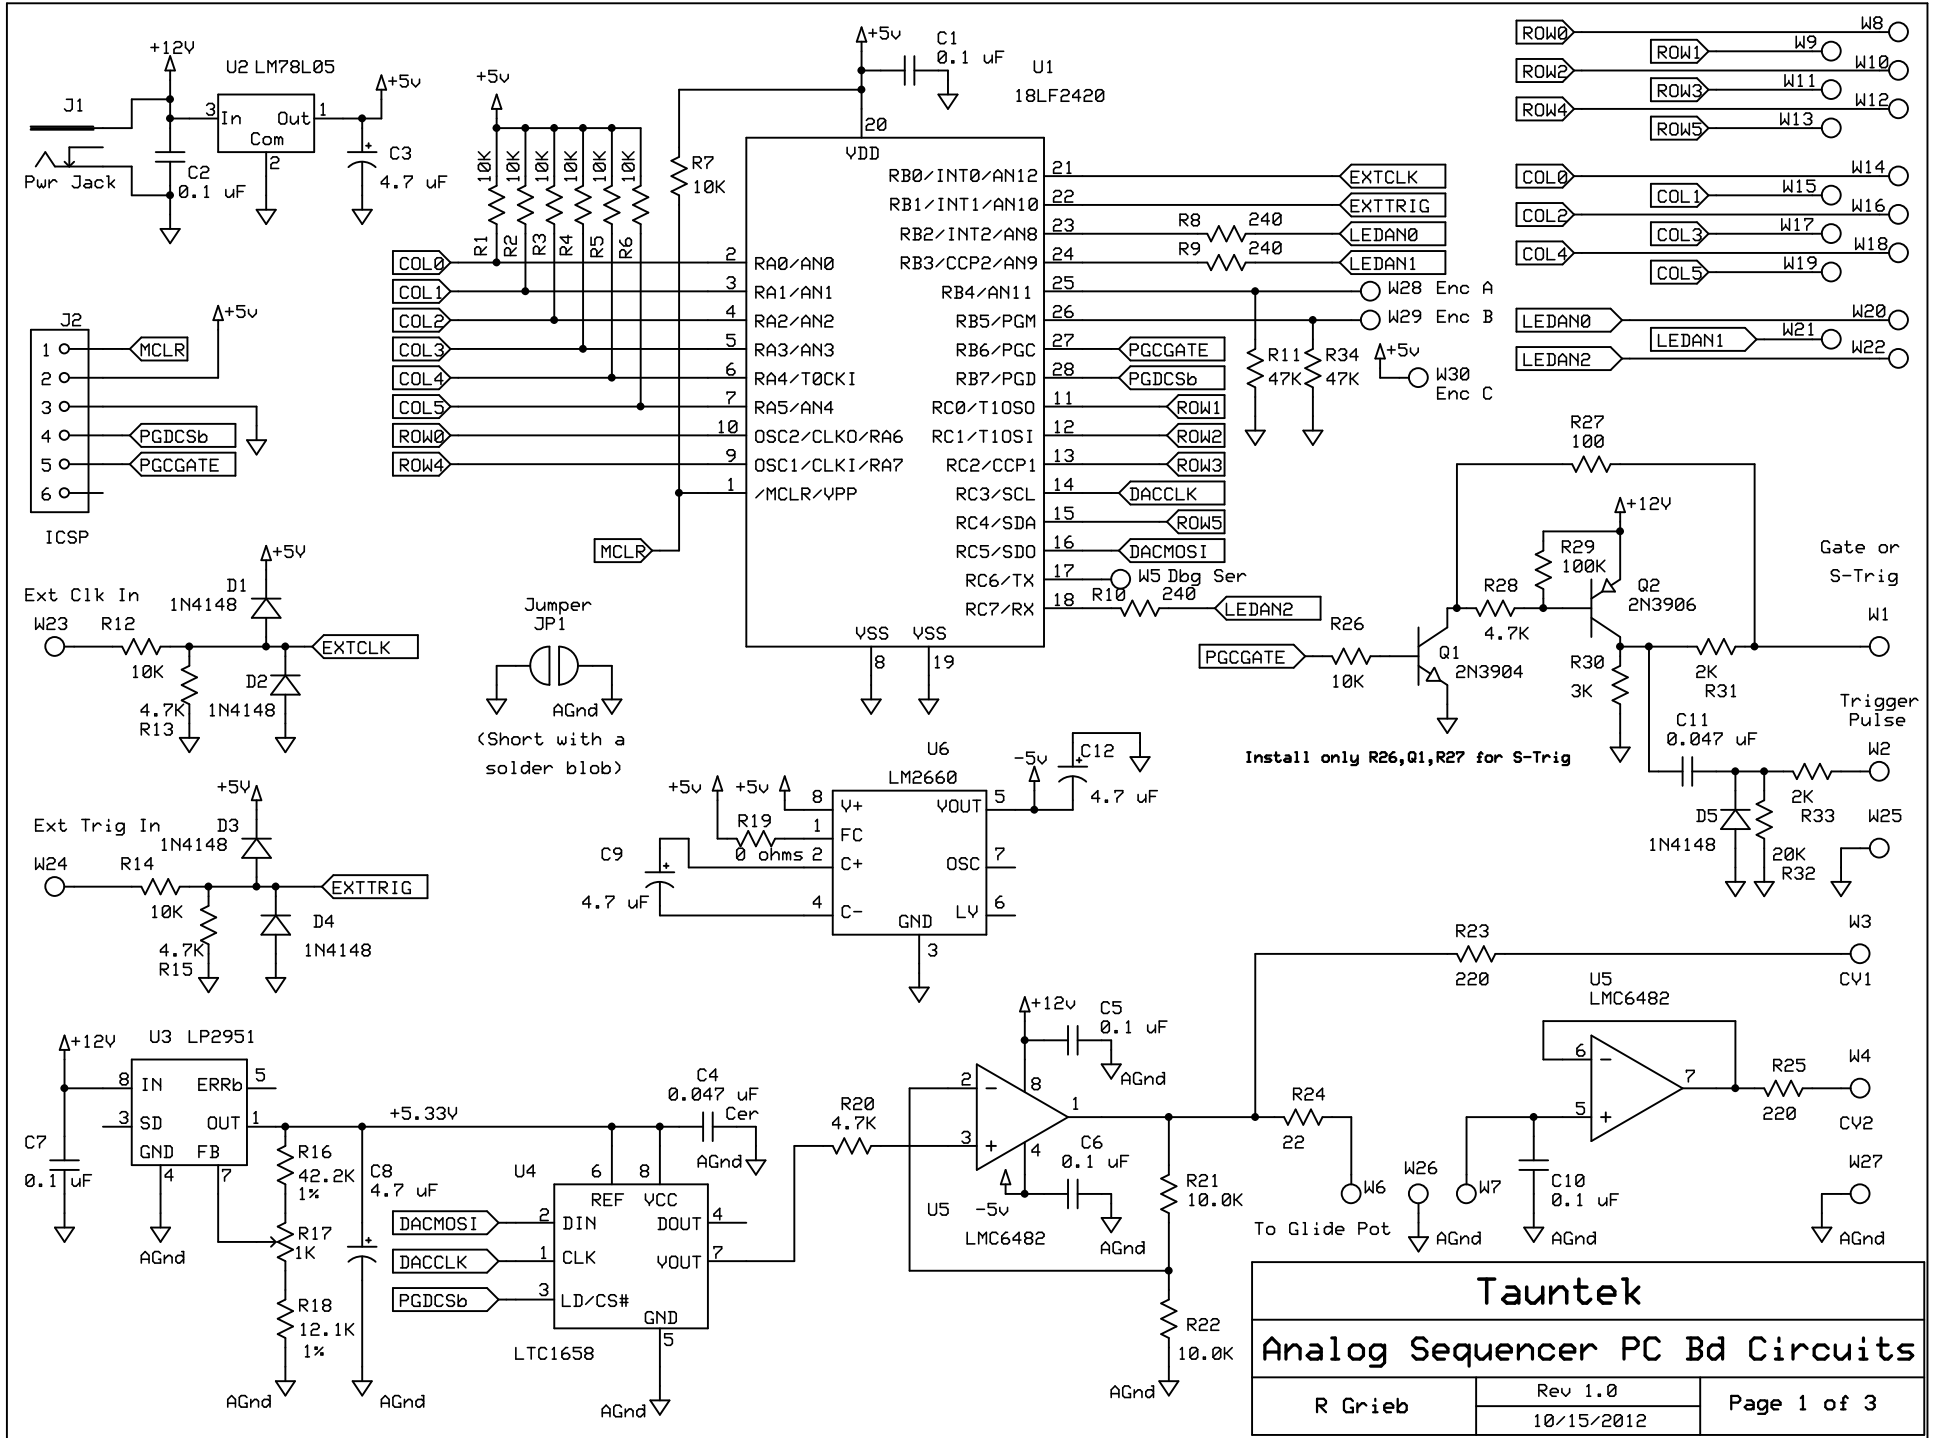 +12V
U2 LM78L05
+5v
J1
3
In
Out
1
Com
2
C2
0.1 uF
C3
4.7 uF
Pwr Jack
+5v
10K
10K
10K
10K
10K
R1
R2
R3
R4
R5
R6
+5v
C1
0.1 uF
U1
18LF2420
R7
10K
20
VDD
COL0
2
RA0/AN0
COL1
3
RA1/AN1
COL2
4
RA2/AN2
COL3
5
RA3/AN3
COL4
6
RA4/T0CKI
COL5
7
RA5/AN4
ROW0
10
OSC2/CLKO/RA6
ROW4
9
OSC1/CLKI/RA7
1
/MCLR/VPP
MCLR
VSS
VSS
8
19
RB0/INT0/AN12
21
EXTCLK
RB1/INT1/AN10
22
EXTTRIG
RB2/INT2/AN8
23
R8
240
LEDAN0
RB3/CCP2/AN9
24
R9
240
LEDAN1
RB4/AN11
25
W28 Enc A
RB5/PGM
26
W29 Enc B
RB6/PGC
27
PGCGATE
RB7/PGD
28
PGDCSb
RC0/T1OSO
11
ROW1
RC1/T1OSI
12
ROW2
RC2/CCP1
13
ROW3
RC3/SCL
14
DACCLK
RC4/SDA
15
ROW5
RC5/SDO
16
DACMOSI
RC6/TX
17
W5 Dbg Ser
RC7/RX
18
R10
240
LEDAN2
R11
47K
R34
47K
+5v
W30
Enc C
ROW0
W8
ROW1
W9
ROW2
W10
ROW3
W11
ROW4
W12
ROW5
W13
COL0
W14
COL1
W15
COL2
W16
COL3
W17
COL4
W18
COL5
W19
LEDAN0
W20
LEDAN1
W21
LEDAN2
W22
J2
+5v
1
MCLR
2
3
4
PGDCSb
5
PGCGATE
6
ICSP
+5V
Ext Clk In
D1
1N4148
W23
R12
10K
EXTCLK
D2
1N4148
4.7K
R13
Jumper
JP1
AGnd
(Short with a
solder blob)
+5V
Ext Trig In
D3
1N4148
W24
R14
10K
EXTTRIG
D4
1N4148
4.7K
R15
U6
LM2660
+5v
+5v
8
V+
R19
0 ohms
1
FC
2
C+
4
C-
C9
4.7 uF
VOUT
5
-5v
C12
4.7 uF
OSC
7
LV
6
GND
3
R27
100
+12V
R29
100K
Q2
2N3906
R28
4.7K
R26
10K
PGCGATE
Q1
2N3904
R30
3K
2K
R31
Gate or
S-Trig
W1
Install only R26,Q1,R27 for S-Trig
C11
0.047 uF
Trigger
Pulse
W2
D5
1N4148
2K
R33
20K
R32
W25
U3 LP2951
+12V
8
IN
ERRb
5
3
SD
OUT
1
GND
FB
4
7
C7
0.1 uF
AGnd
+5.33V
R16
42.2K
1%
R17
1K
R18
12.1K
1%
AGnd
C8
4.7 uF
AGnd
C4
0.047 uF
Cer
AGnd
U4
6
8
REF
VCC
DACMOSI
2
DIN
DOUT
4
DACCLK
1
CLK
VOUT
7
PGDCSb
3
LD/CS#
GND
5
LTC1658
AGnd
R20
4.7K
+12v
C5
0.1 uF
AGnd
2
-
8
1
3
+
4
C6
0.1 uF
AGnd
U5
-5v
LMC6482
R21
10.0K
R22
10.0K
AGnd
R23
220
W3
CV1
R24
22
W6
To Glide Pot
W26
AGnd
W7
U5
LMC6482
6
-
7
5
+
R25
220
W4
CV2
C10
0.1 uF
AGnd
W27
AGnd
Tauntek
Analog Sequencer PC Bd Circuits
R Grieb
Rev 1.0
10/15/2012
Page 1 of 3